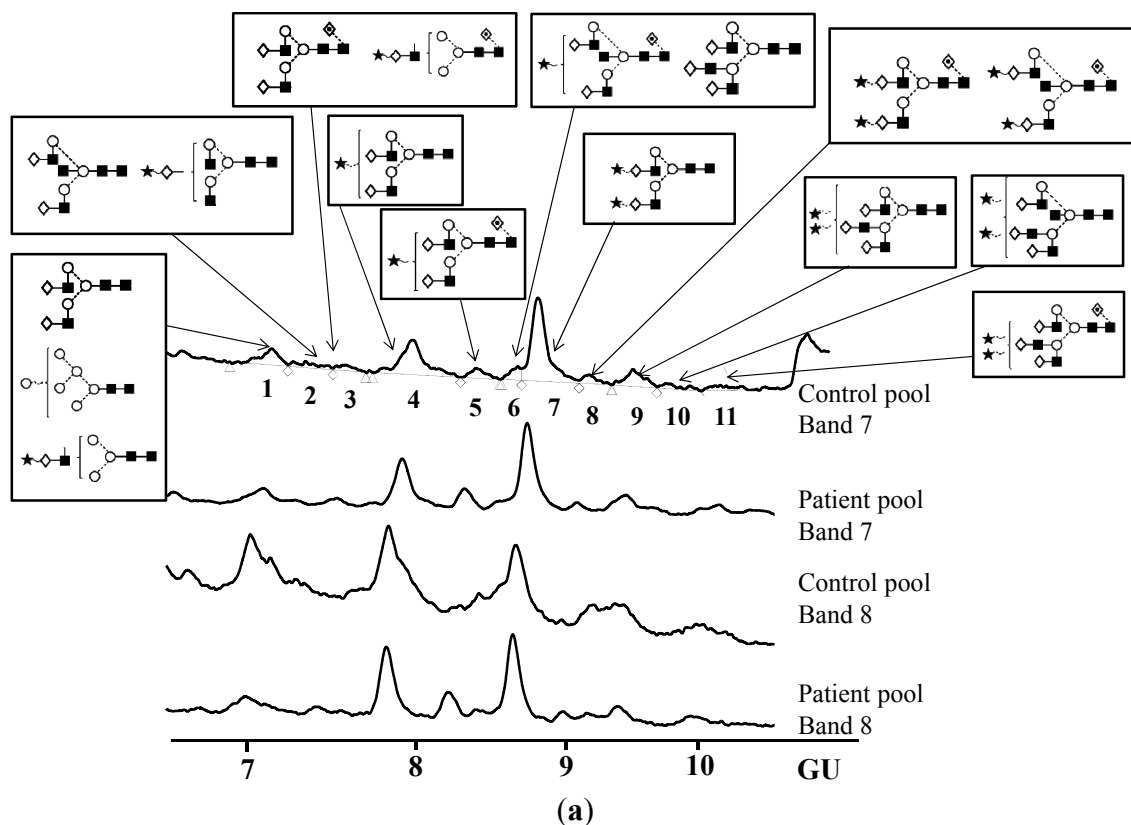 1 2 3 4 5 6 7 8 9 10 11
Control pool
Band 7
Patient pool
Band 7
Control pool
Band 8
Patient pool
Band 8
7 8 9 10 GU
(a)